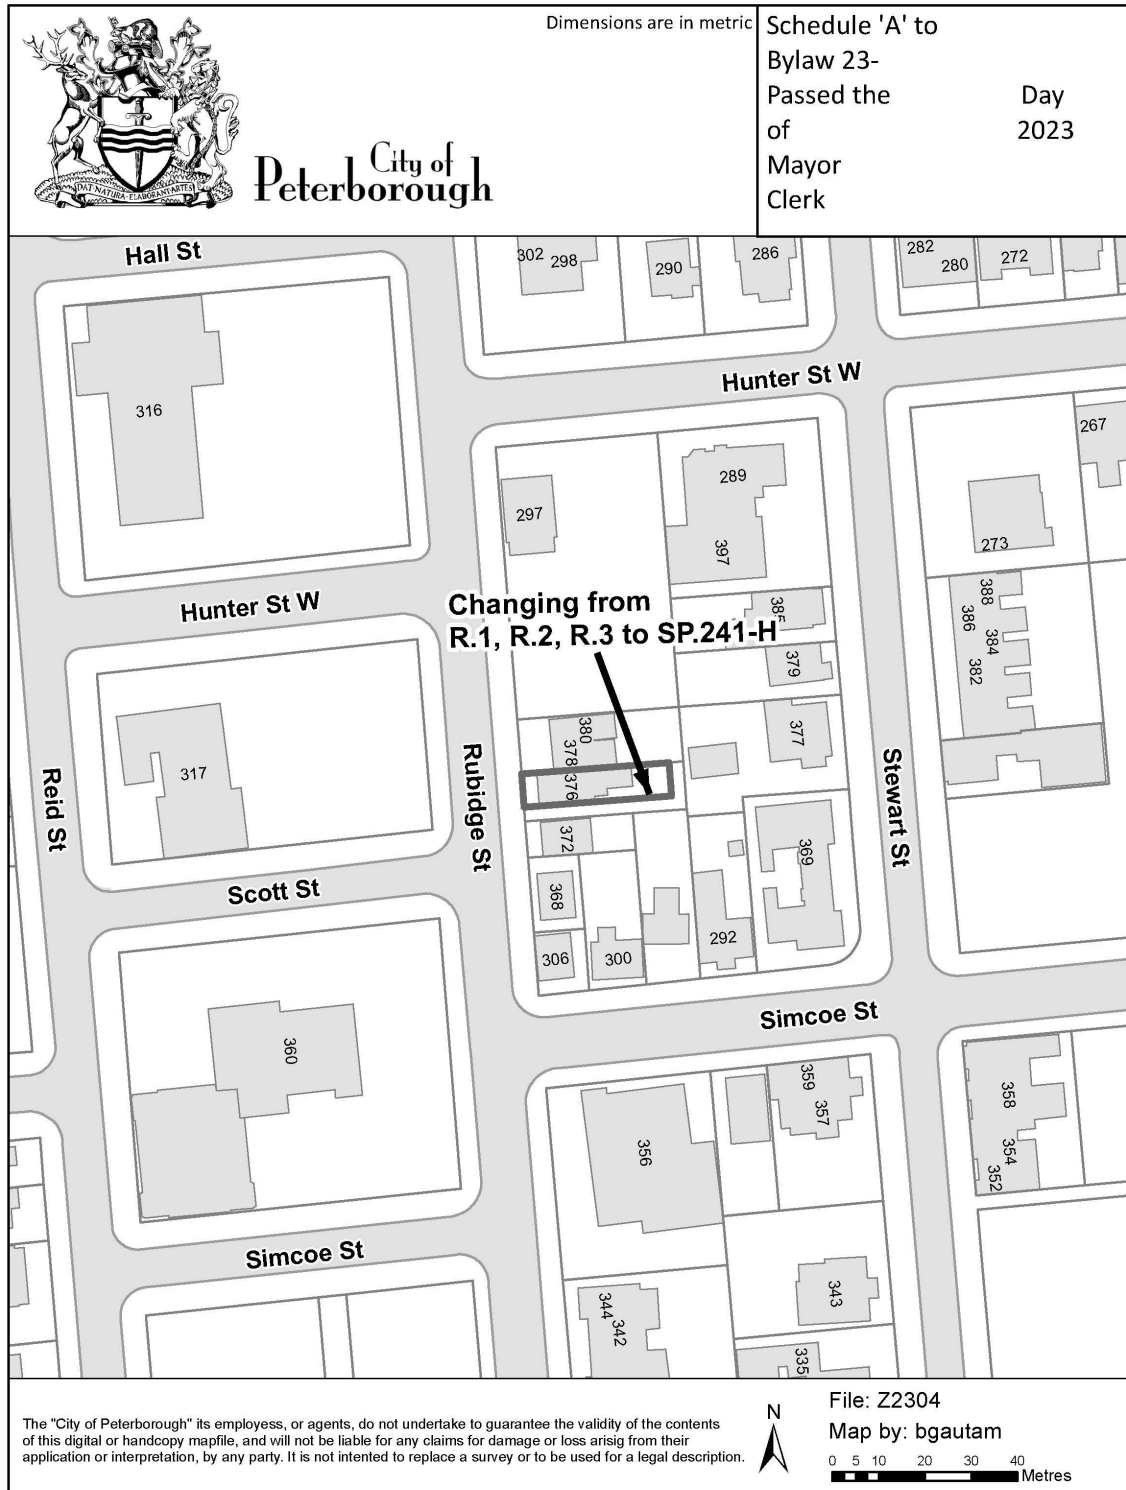 Dimensions are in metric
Schedule 'A' to
Bylaw 23-
Passed the Day
of 2023
Mayor
Clerk
DAT·NATURA·ELABORANT·ARTES
City of
Peterborough
Hall St
302 298
290
286
282
280
272
Hunter St W
316
267
289
297
397
273
Hunter St W
Changing from
R.1, R.2, R.3 to SP.241-H
385
388
386
384
382
379
380
378
376
377
317
Reid St
Rubidge St
Stewart St
372
369
368
Scott St
306
300
292
Simcoe St
360
359
357
358
356
354
352
Simcoe St
343
344
342
335
The "City of Peterborough" its employess, or agents, do not undertake to guarantee the validity of the contents
of this digital or handcopy mapfile, and will not be liable for any claims for damage or loss arisig from their
application or interpretation, by any party. It is not intended to replace a survey or to be used for a legal description.
N
File: Z2304
Map by: bgautam
0 5 10 20 30 40
Metres